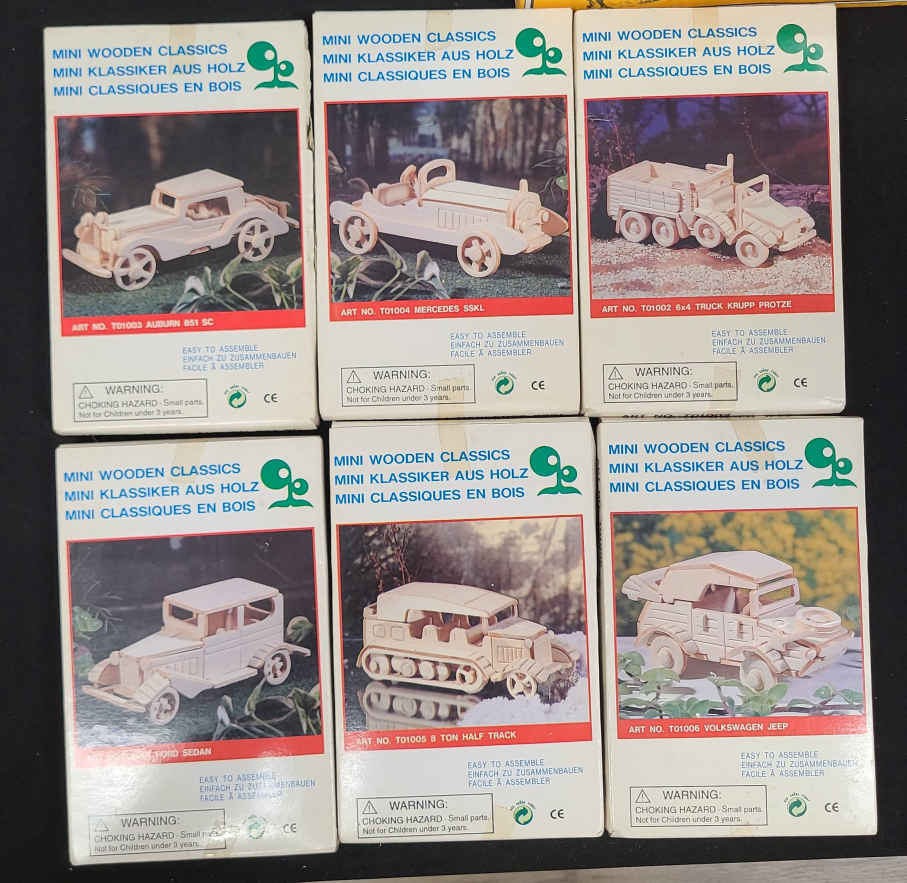 MINI WOODEN CLASSICS
MINI KLASSIKER AUS HOLZ
MINI CLASSIQUES EN BOIS
ART NO. T01003 AUBURN 851 SC
EASY TO ASSEMBLE
EINFACH ZU ZUSAMMENBAUEN
FACILE À ASSEMBLER
WARNING:
CHOKING HAZARD - Small parts.
Not for Children under 3 years.
CE
MINI WOODEN CLASSICS
MINI KLASSIKER AUS HOLZ
MINI CLASSIQUES EN BOIS
ART NO. T01004 MERCEDES SSKL
EASY TO ASSEMBLE
EINFACH ZU ZUSAMMENBAUEN
FACILE À ASSEMBLER
WARNING:
CHOKING HAZARD - Small parts.
Not for Children under 3 years.
CE
MINI WOODEN CLASSICS
MINI KLASSIKER AUS HOLZ
MINI CLASSIQUES EN BOIS
ART NO. T01002 6x4 TRUCK KRUPP PROTZE
EASY TO ASSEMBLE
EINFACH ZU ZUSAMMENBAUEN
FACILE À ASSEMBLER
WARNING:
CHOKING HAZARD - Small parts.
Not for Children under 3 years.
CE
MINI WOODEN CLASSICS
MINI KLASSIKER AUS HOLZ
MINI CLASSIQUES EN BOIS
FORD SEDAN
EASY TO ASSEMBLE
EINFACH ZU ZUSAMMENBAUEN
FACILE À ASSEMBLER
WARNING:
CHOKING HAZARD - Small
Not for Children under 3 years.
CE
MINI WOODEN CLASSICS
MINI KLASSIKER AUS HOLZ
MINI CLASSIQUES EN BOIS
ART NO. T01005 8 TON HALF TRACK
EASY TO ASSEMBLE
EINFACH ZU ZUSAMMENBAUEN
FACILE À ASSEMBLER
WARNING:
CHOKING HAZARD - Small parts.
Not for Children under 3 years.
CE
MINI WOODEN CLASSICS
MINI KLASSIKER AUS HOLZ
MINI CLASSIQUES EN BOIS
ART NO. T01006 VOLKSWAGEN JEEP
EASY TO ASSEMBLE
EINFACH ZU ZUSAMMENBAUEN
FACILE À ASSEMBLER
WARNING:
CHOKING HAZARD - Small parts.
Not for Children under 3 years.
CE